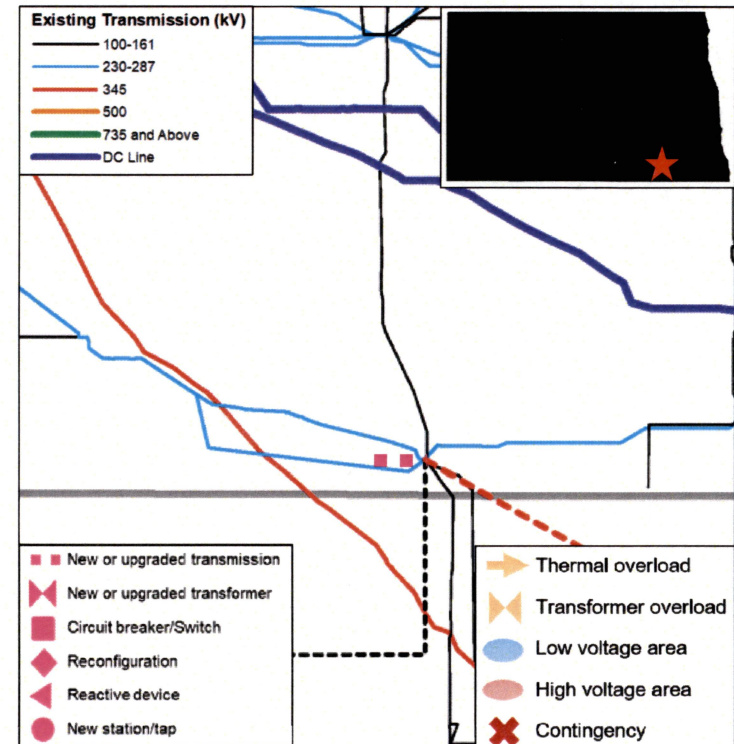 Existing Transmission (kV)
100-161
230-287
345
500
735 and Above
DC Line
New or upgraded transmission
New or upgraded transformer
Circuit breaker/Switch
Reconfiguration
Reactive device
New station/tap
Thermal overload
Transformer overload
Low voltage area
High voltage area
Contingency